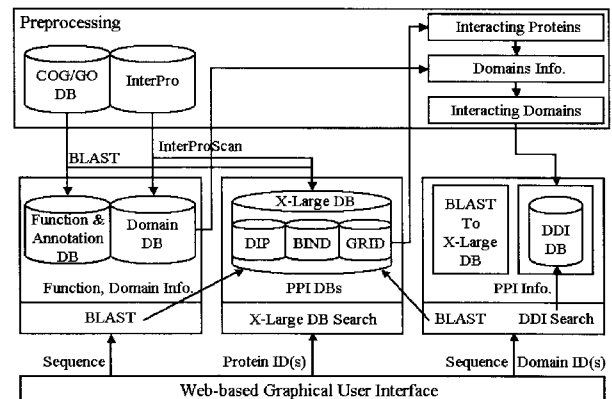 Preprocessing
Interacting Proteins
COG/GO
DB
InterPro
Domains Info.
Interacting Domains
InterProScan
BLAST
Function &
Annotation
DB
Domain
DB
Function, Domain Info.
BLAST
X-Large DB
DIP
BIND
GRID
PPI DBs
X-Large DB Search
BLAST
To
X-Large
DB
DDI
DB
PPI Info.
BLAST
DDI Search
Sequence
Protein ID(s)
Sequence
Domain ID(s)
Web-based Graphical User Interface